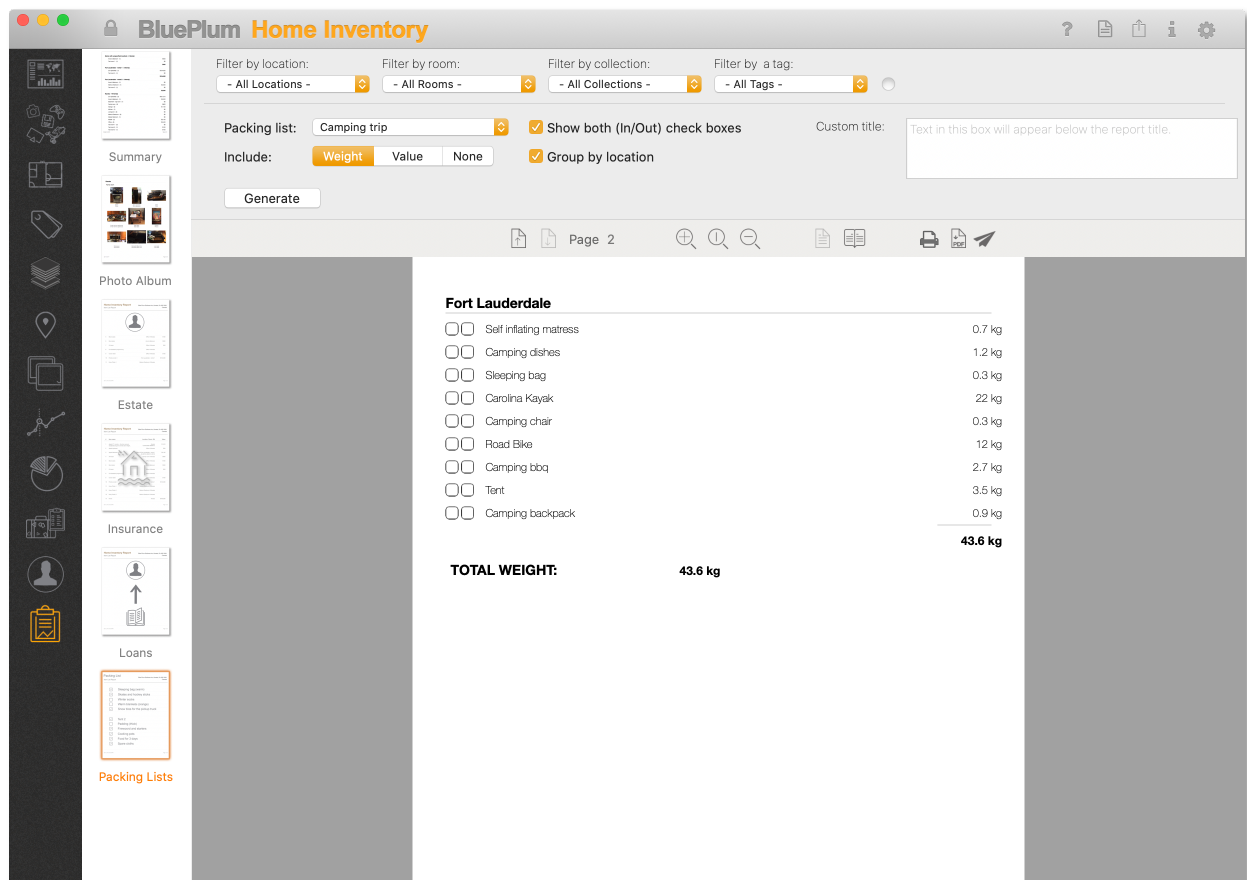 BluePlum Home Inventory
Filter by location:
Filter by room:
Filter by collection:
Filter by a tag:
- All Locations -
- All Rooms -
- All Collections -
- All Tags -
Packing list:
Camping trip
Show both (In/Out) check boxes
Custom title:
Text in this box will appear below the report title.
Include:
Weight
Value
None
Group by location
Generate
Page 2
PDF
Summary
Photo Album
Estate
Insurance
Loans
Packing Lists
Fort Lauderdale
Self inflating matress 0.7 kg
Camping dishes 1.2 kg
Sleeping bag 0.3 kg
Carolina Kayak 22 kg
Camping chair 0.3 kg
Road Bike 12 kg
Camping bbq 2.7 kg
Tent 3.5 kg
Camping backpack 0.9 kg
43.6 kg
TOTAL WEIGHT: 43.6 kg